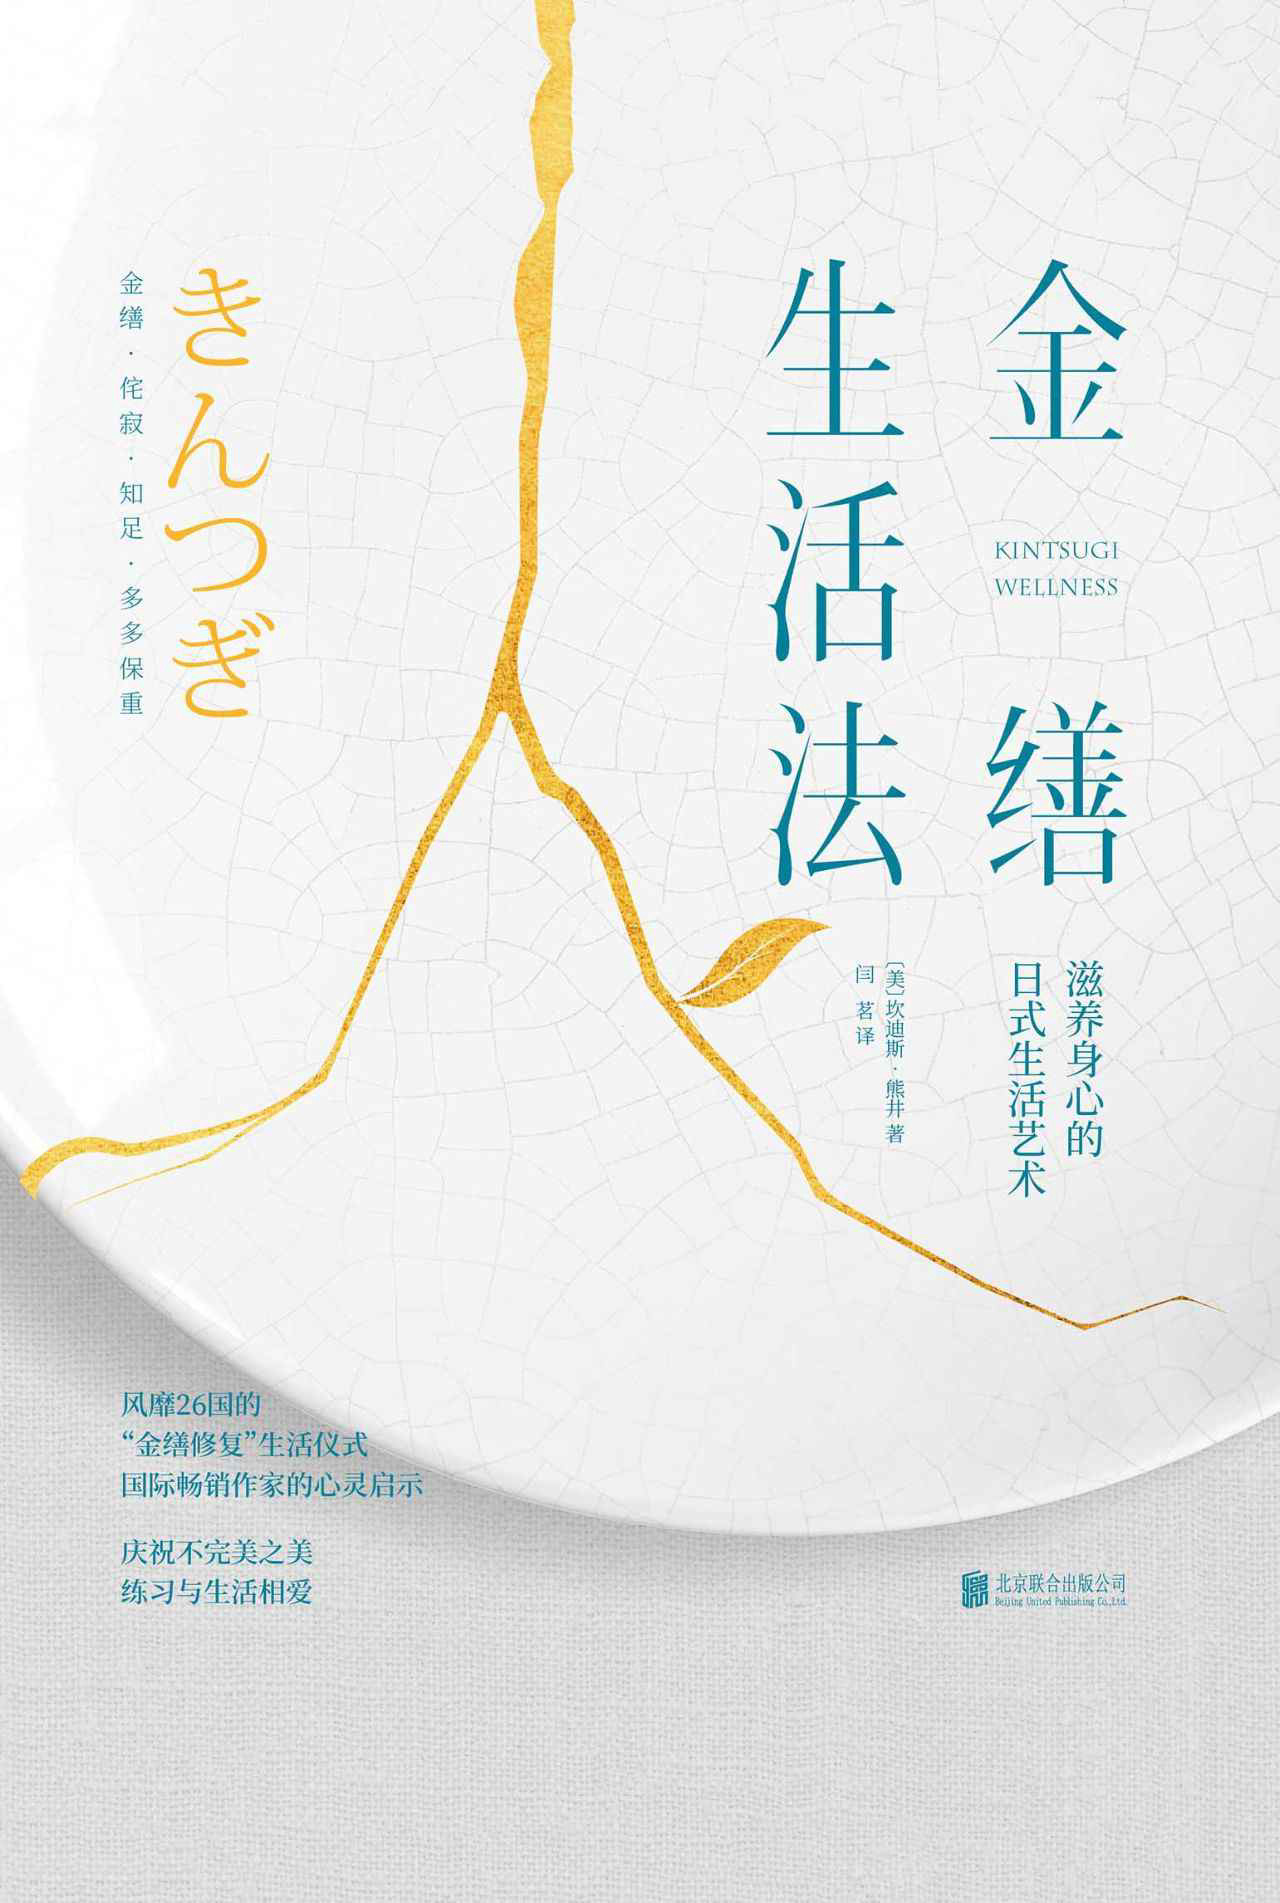 金缮
生活法
KINTSUGI
WELLNESS
滋养身心的
日式生活艺术
〔美〕坎迪斯·熊井 著
闫茗 译
きんつぎ
金缮·侘寂·知足·多多保重
风靡26国的
“金缮修复”生活仪式
国际畅销作家的心灵启示
庆祝不完美之美
练习与生活相爱
北京联合出版公司
Beijing United Publishing Co.,Ltd.